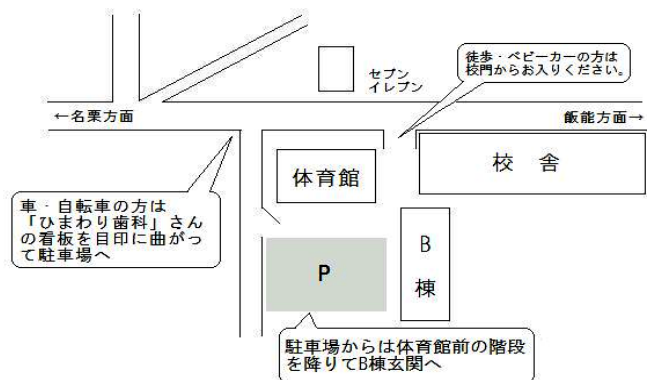 徒歩・ベビーカーの方は
校門からお入りください。
セブン
イレブン
←名栗方面
飯能方面→
体育館
校 舎
車・自転車の方は
「ひまわり歯科」さん
の看板を目印に曲がっ
て駐車場へ
B
棟
P
駐車場からは体育館前の階段
を降りてB棟玄関へ